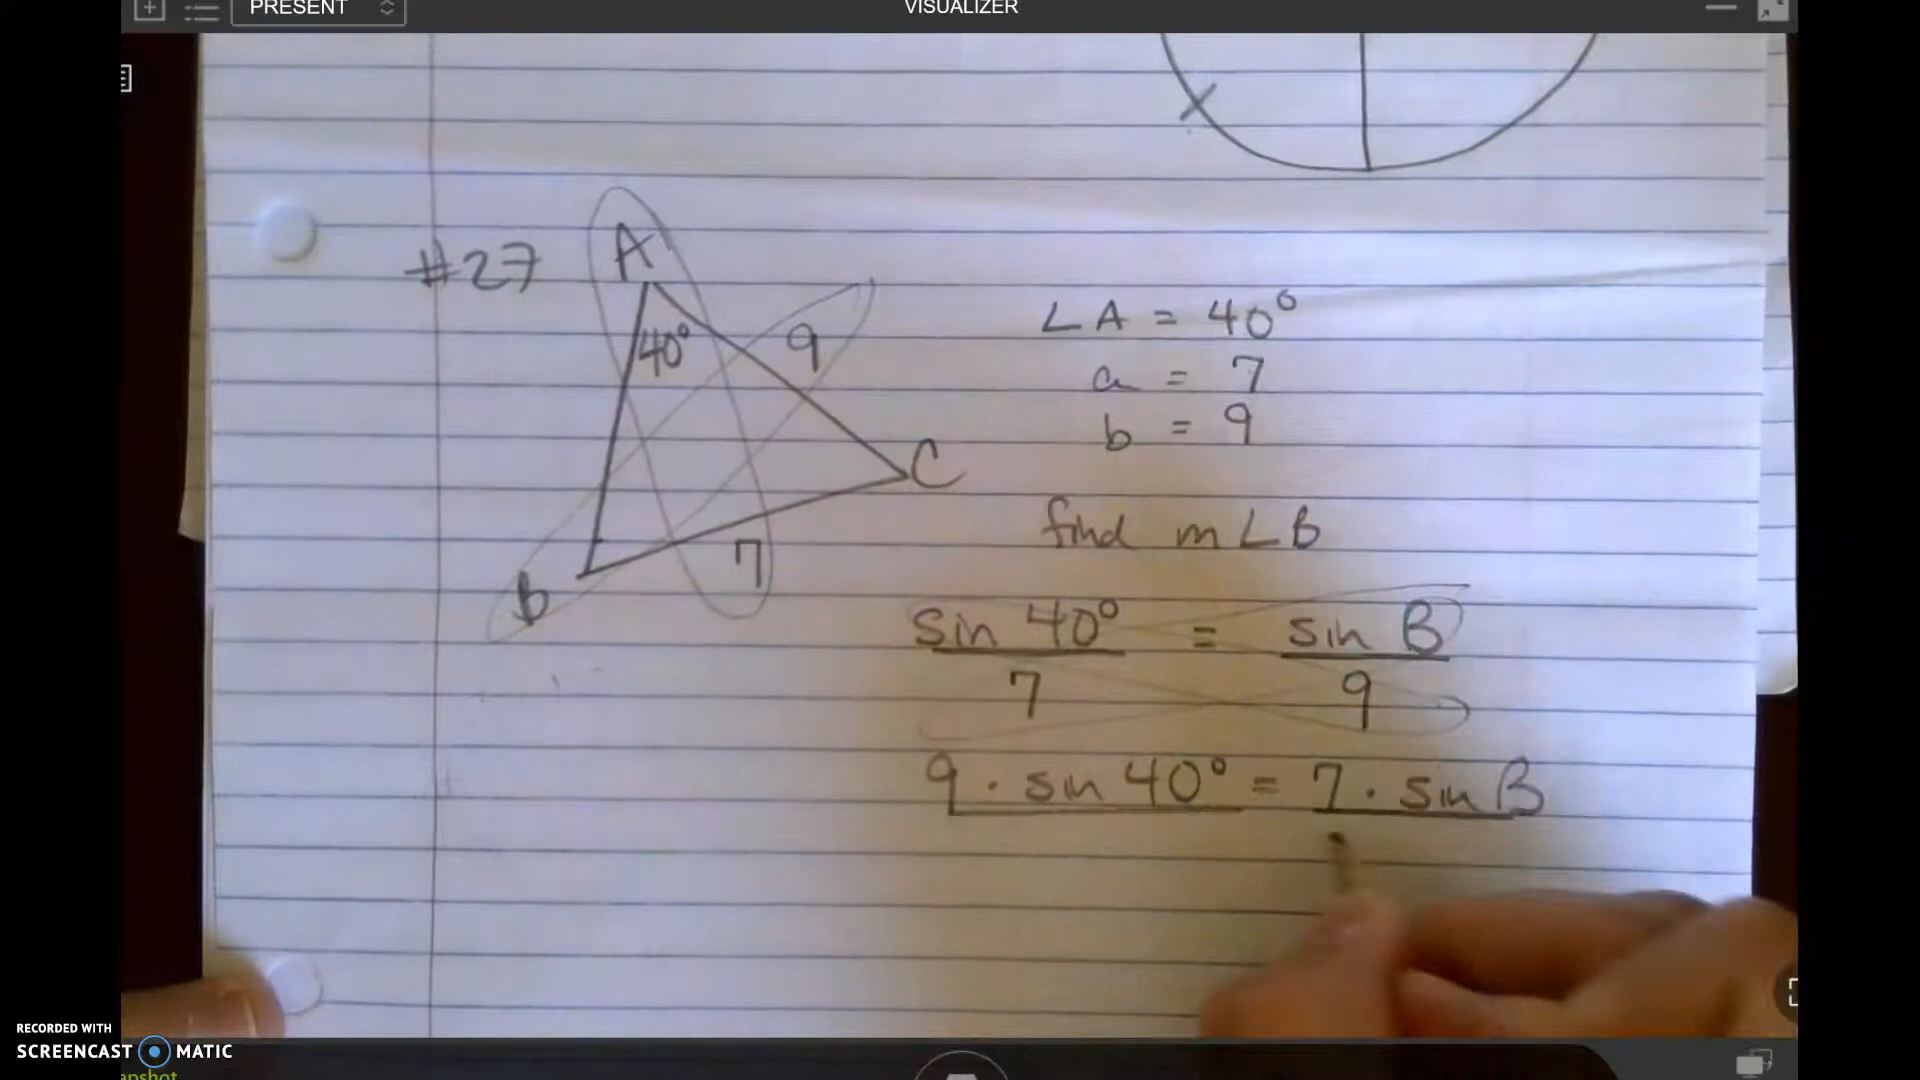 PRESENT
VISUALIZER
#27
A
40°
9
C
B
7
∠A = 40°
a = 7
b = 9
find m∠B
sin 40° = sin B
7 9
9 · sin 40° = 7 · sin B
RECORDED WITH
SCREENCAST MATIC
apshot